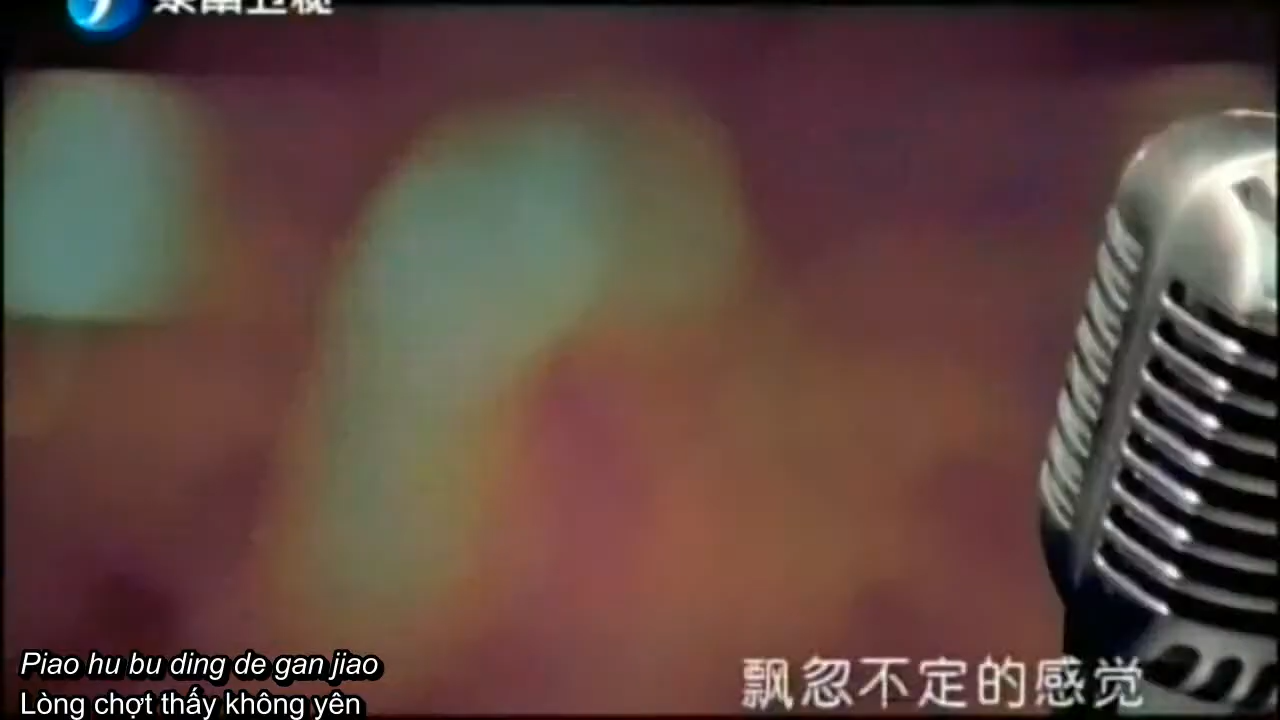 Piao hu bu ding de gan jiao
Lòng chợt thấy không yên
飘忽不定的感觉